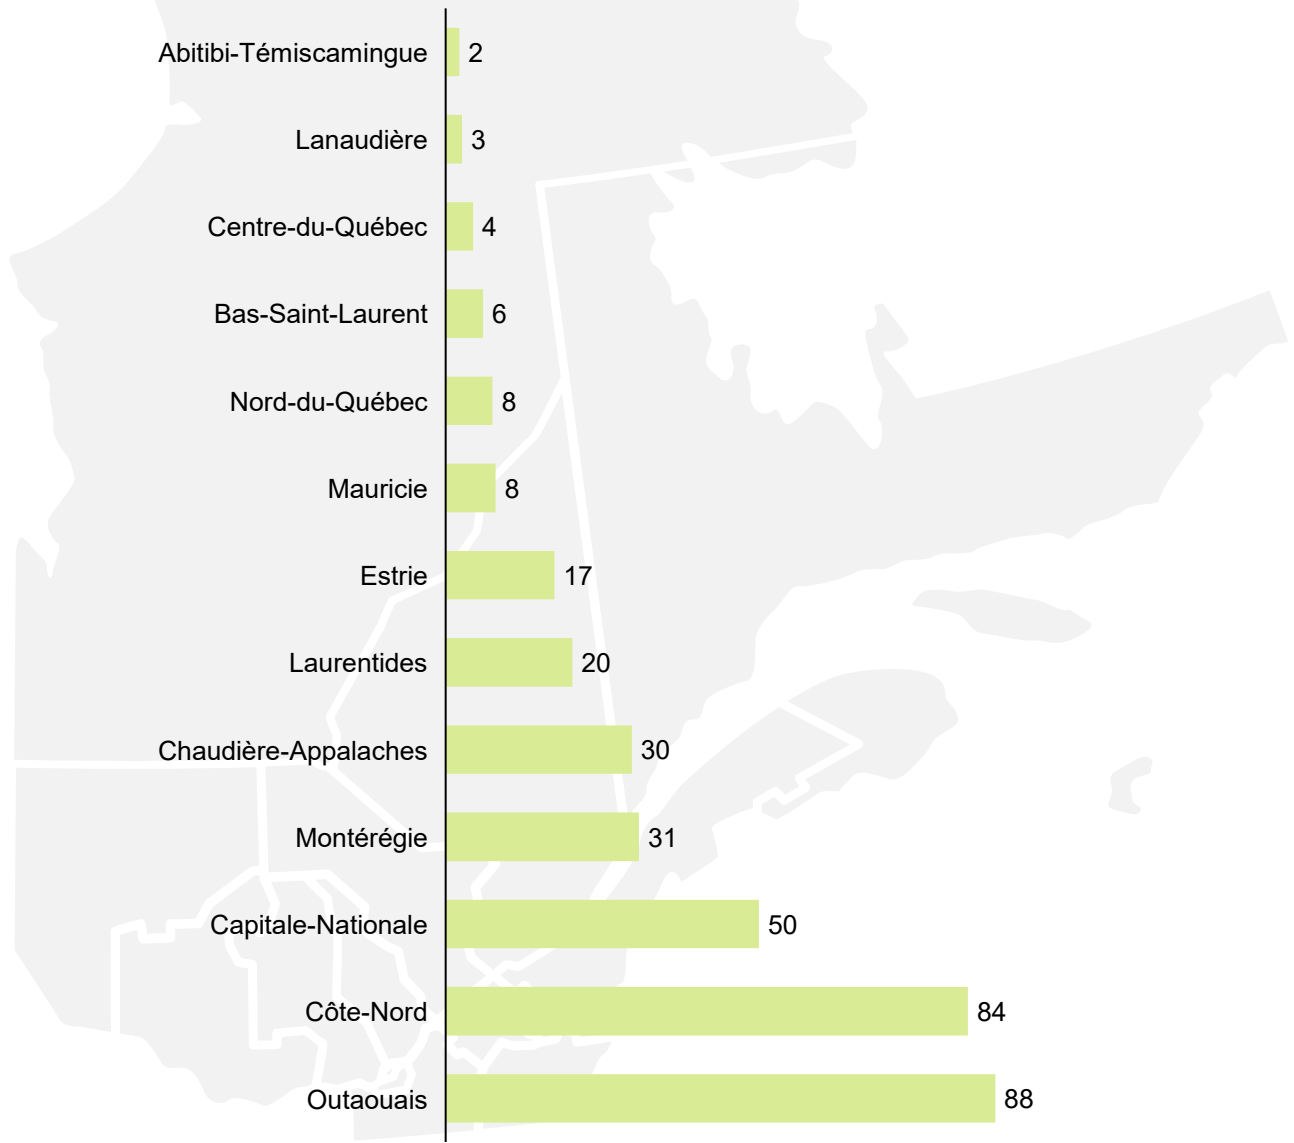 Abitibi-Témiscamingue 2
Lanaudière 3
Centre-du-Québec 4
Bas-Saint-Laurent 6
Nord-du-Québec 8
Mauricie 8
Estrie 17
Laurentides 20
Chaudière-Appalaches 30
Montérégie 31
Capitale-Nationale 50
Côte-Nord 84
Outaouais 88